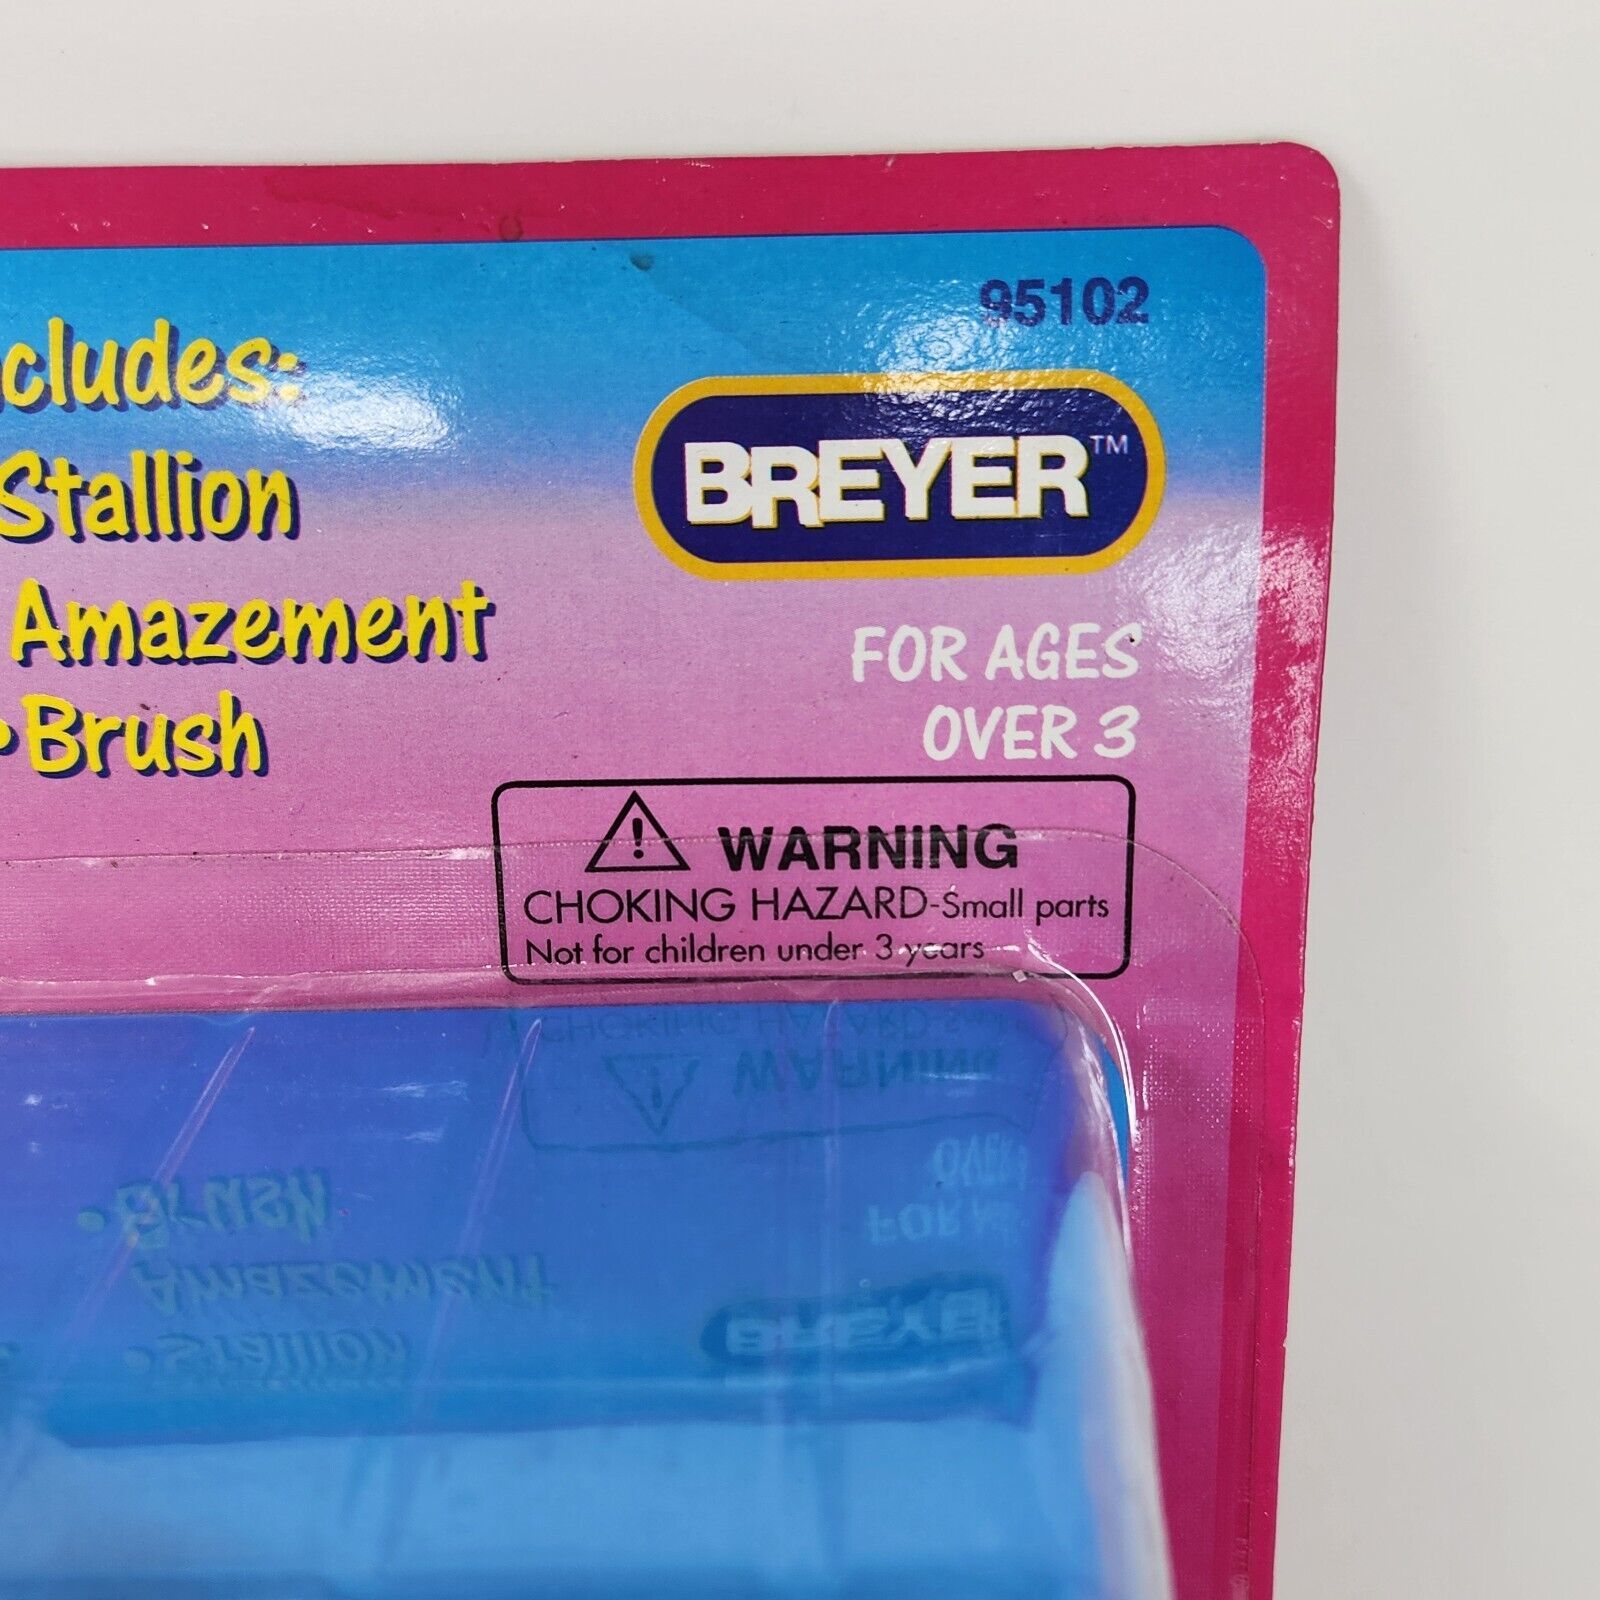 95102
cludes:
BREYER™
Stallion
Amazement
•Brush
FOR AGES
OVER 3
! WARNING
CHOKING HAZARD-Small parts
Not for children under 3 years